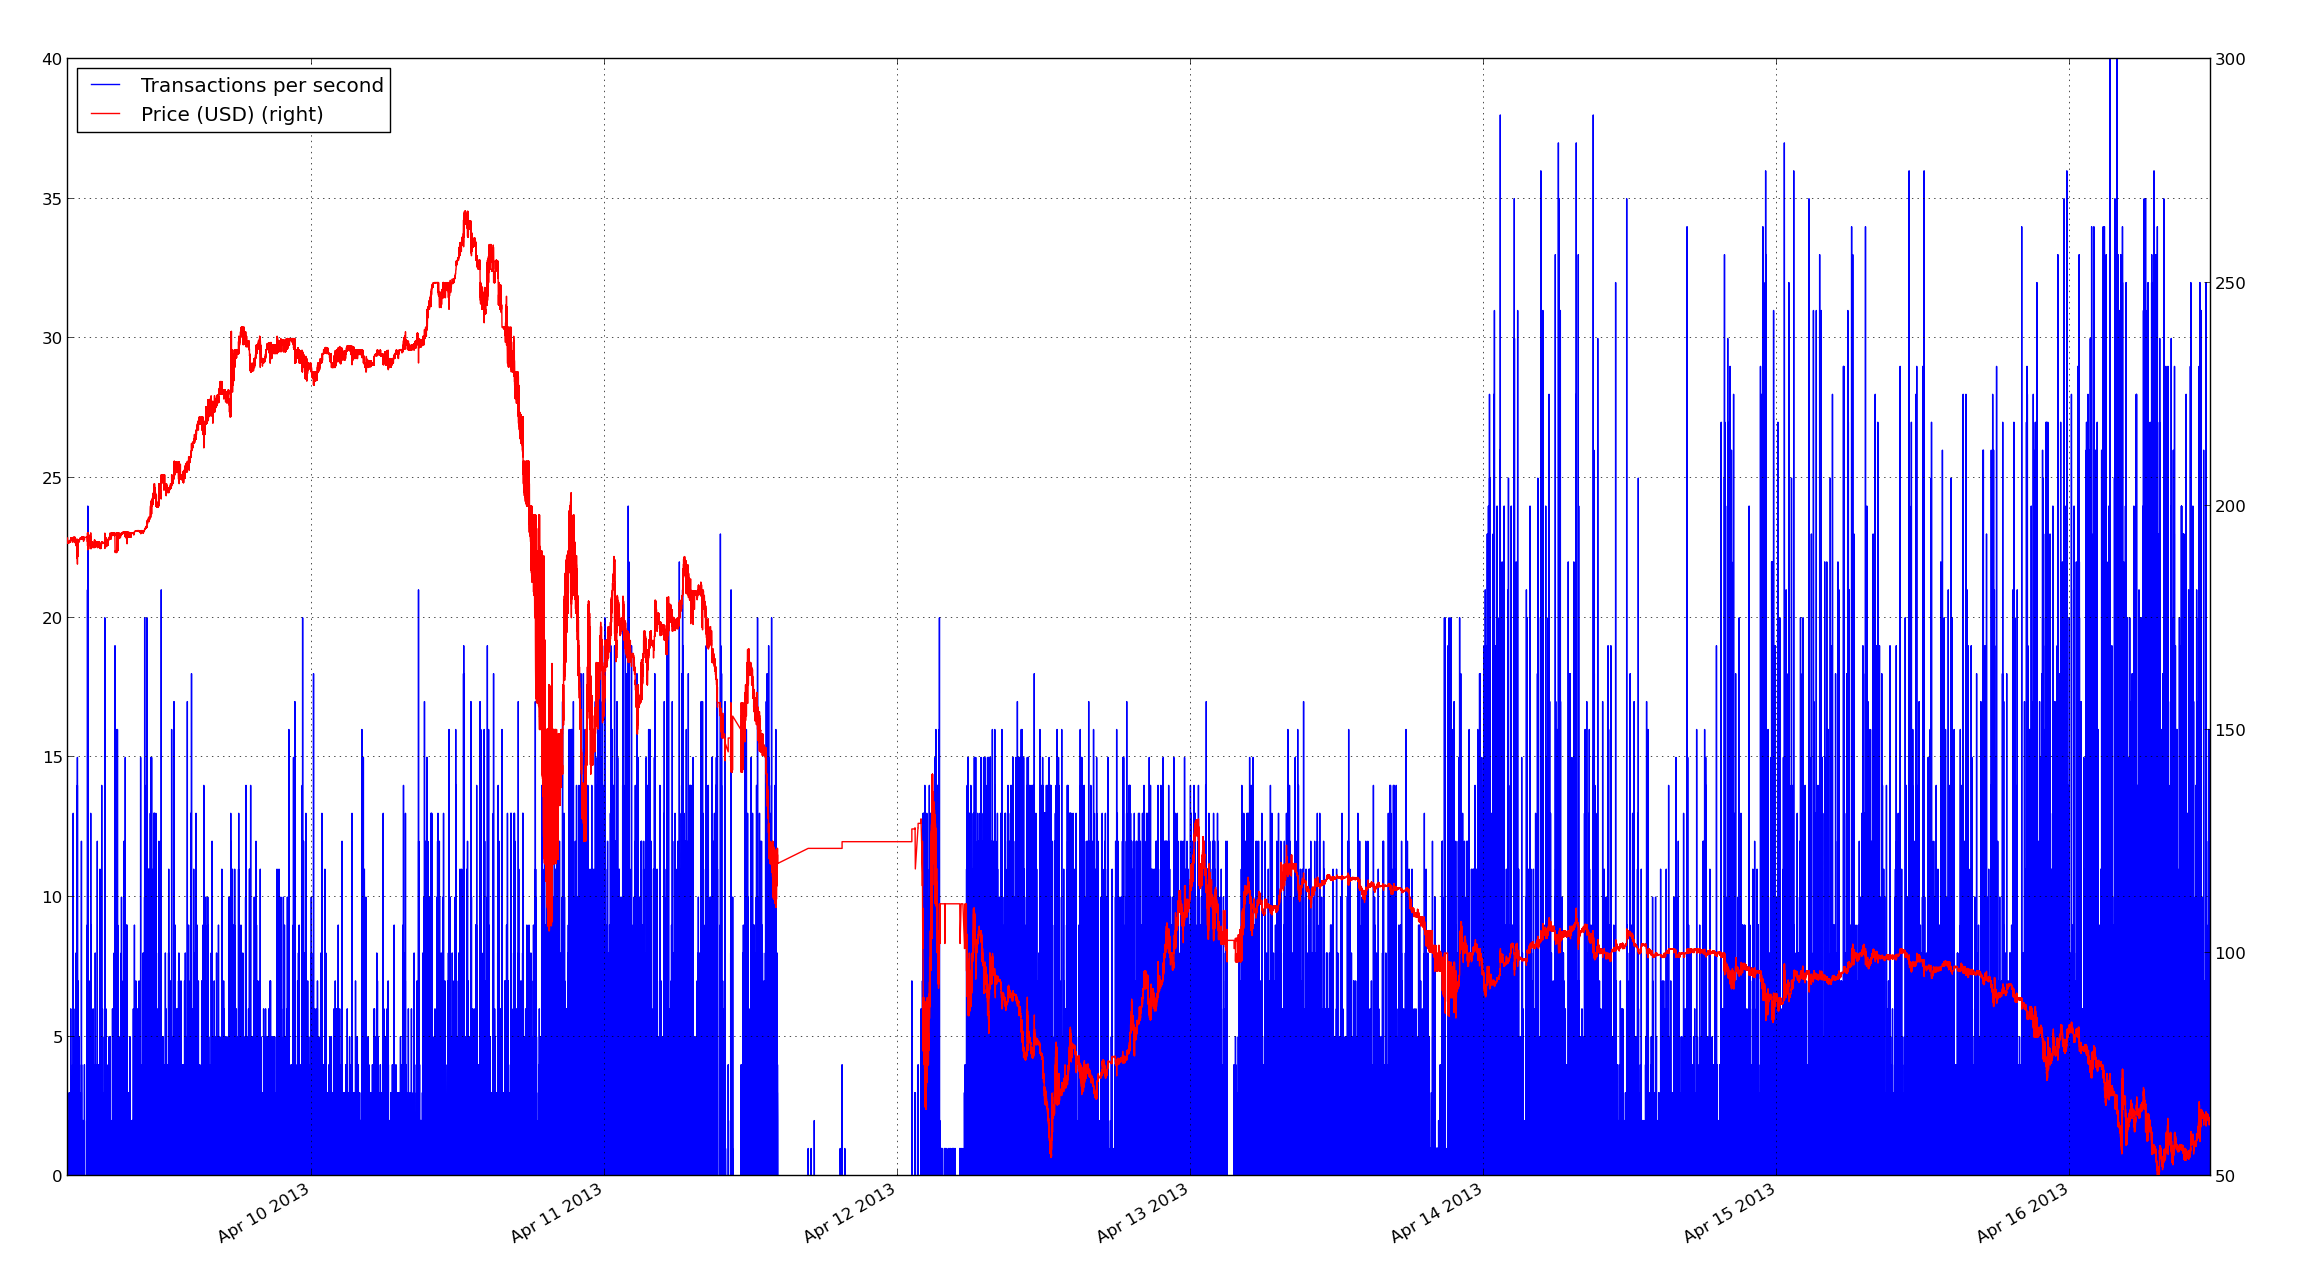 Transactions per second
Price (USD) (right)
40
35
30
25
20
15
10
5
0
300
250
200
150
100
50
Apr 10 2013
Apr 11 2013
Apr 12 2013
Apr 13 2013
Apr 14 2013
Apr 15 2013
Apr 16 2013